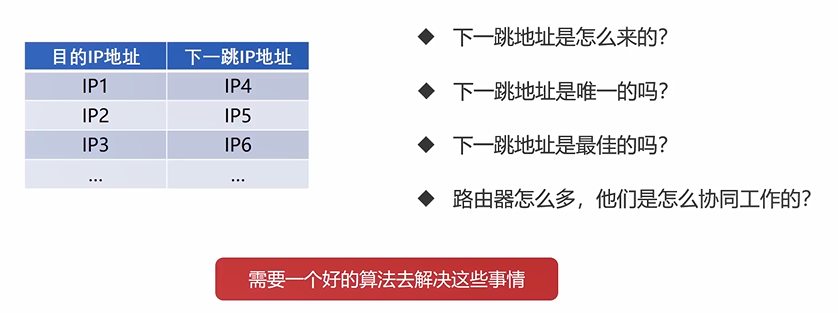 目的IP地址 下一跳IP地址
IP1 IP4
IP2 IP5
IP3 IP6
... ...
◆ 下一跳地址是怎么来的？
◆ 下一跳地址是唯一的吗？
◆ 下一跳地址是最佳的吗？
◆ 路由器怎么多，他们是怎么协同工作的？
需要一个好的算法去解决这些事情